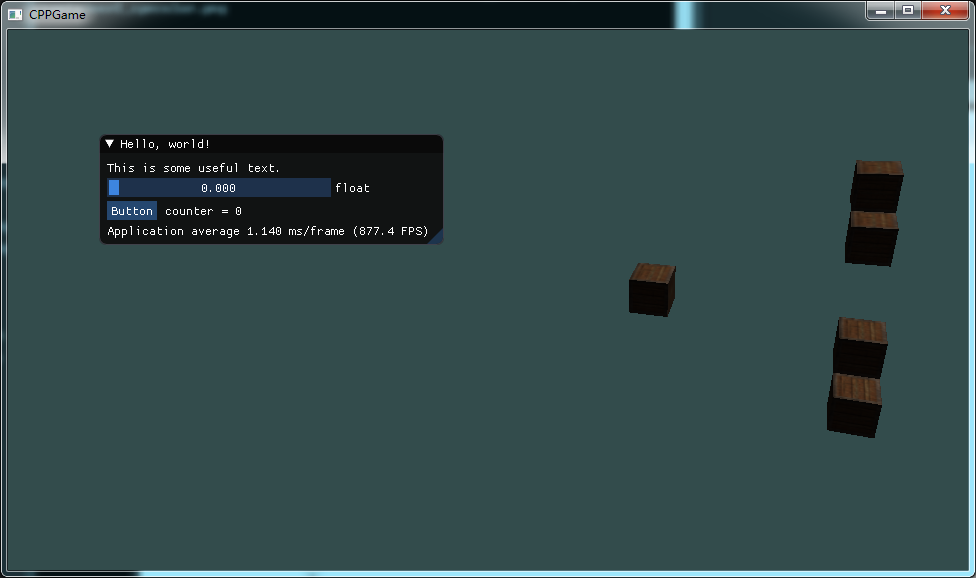 CPPGame
Hello, world!
This is some useful text.
0.000 float
Button counter = 0
Application average 1.140 ms/frame (877.4 FPS)